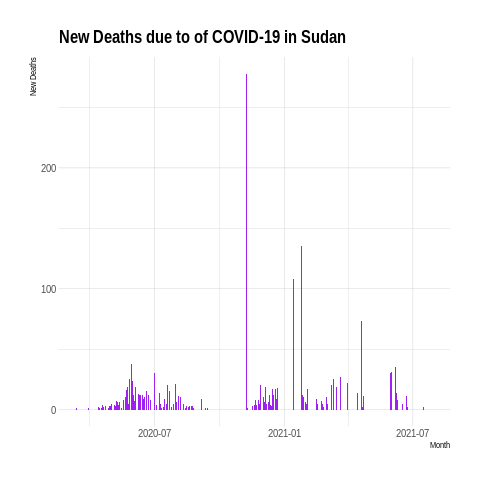 New Deaths due to of COVID-19 in Sudan
New Deaths
200
100
0
2020-07
2021-01
2021-07
Month